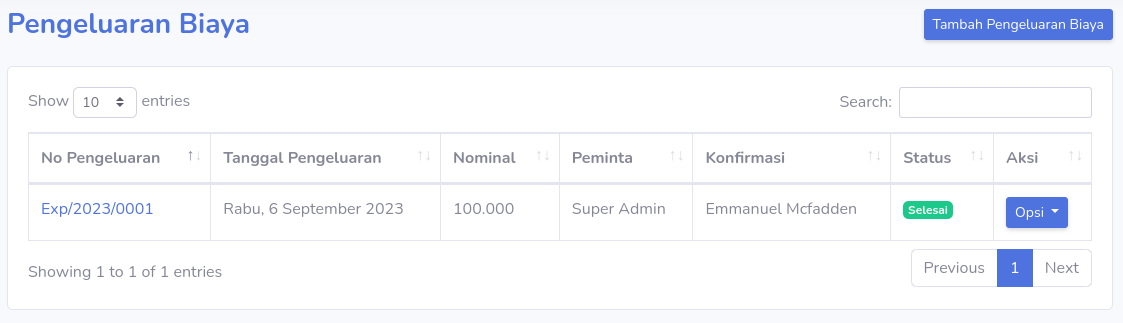 Pengeluaran Biaya
Tambah Pengeluaran Biaya
Show 10 entries
Search:
No Pengeluaran Tanggal Pengeluaran Nominal Peminta Konfirmasi Status Aksi
Exp/2023/0001 Rabu, 6 September 2023 100.000 Super Admin Emmanuel Mcfadden Selesai Opsi
Showing 1 to 1 of 1 entries
Previous 1 Next